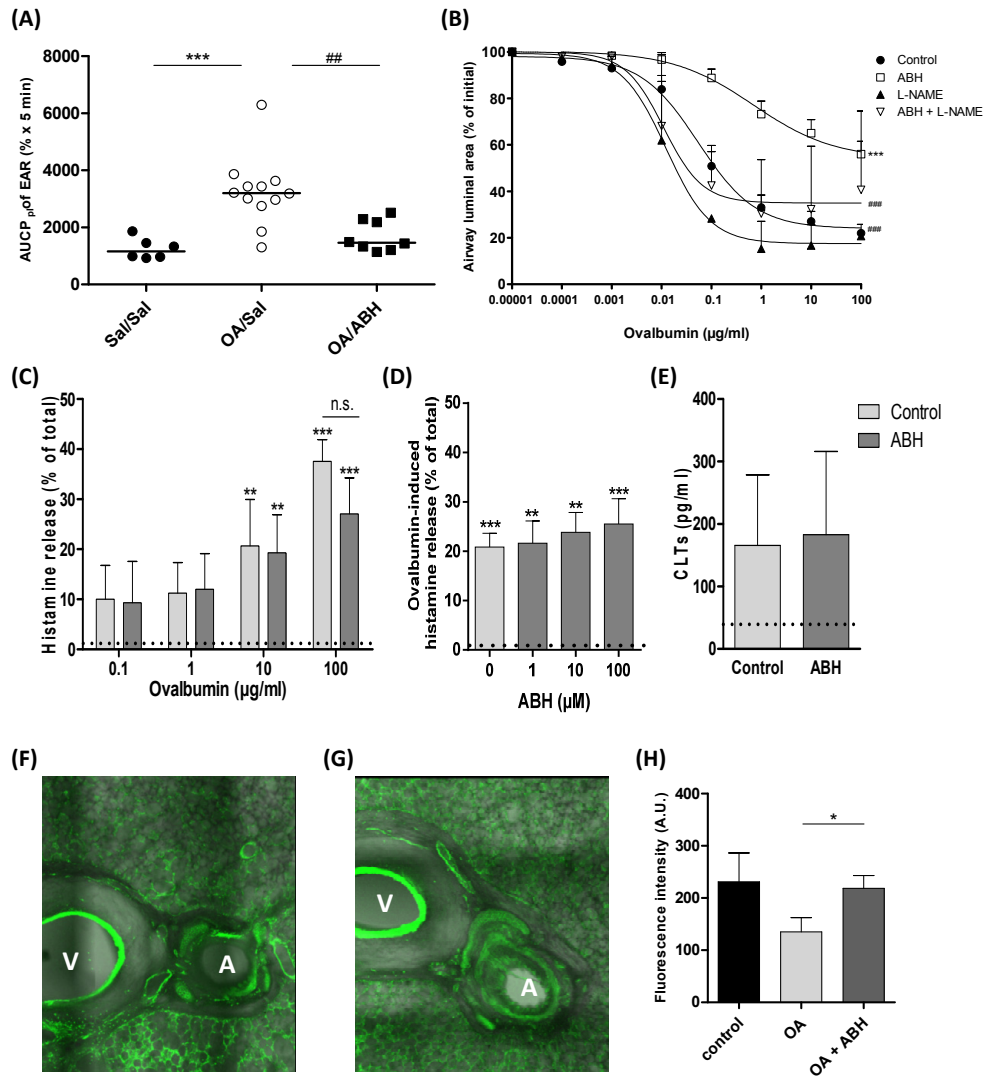 (A)
AUCP pl of EAR (% x 5 min)
8000
6000
4000
2000
0
***
##
Sal/Sal
OA/Sal
OA/ABH
(B)
Airway luminal area (% of initial)
100
80
60
40
20
0
0.00001
0.0001
0.001
0.01
0.1
1
10
100
Ovalbumin (µg/ml)
Control
ABH
L-NAME
ABH + L-NAME
***
###
###
(C)
Histamine release (% of total)
50
40
30
20
10
0
**
**
***
***
n.s.
0.1
1
10
100
Ovalbumin (µg/ml)
(D)
Ovalbumin-induced
histamine release (% of total)
50
40
30
20
10
0
***
**
**
***
0
1
10
100
ABH (µM)
(E)
CLTs (pg/ml)
400
300
200
100
0
Control
ABH
Control
ABH
(F)
V
A
(G)
V
A
(H)
Fluorescence intensity (A.U.)
400
300
200
100
0
*
control
OA
OA + ABH